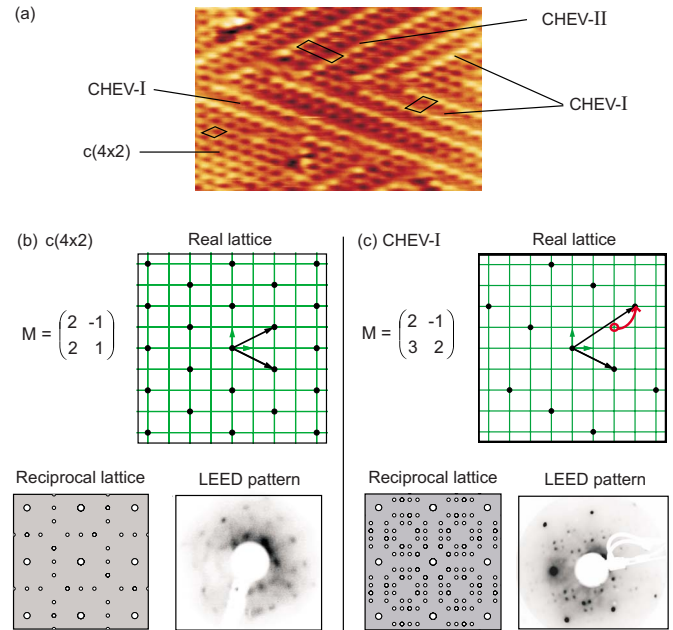 (a)
CHEV-II
CHEV-I
CHEV-I
c(4x2)
(b) c(4x2)
Real lattice
M = (2 -1
2 1)
Reciprocal lattice
LEED pattern
(c) CHEV-I
Real lattice
M = (2 -1
3 2)
Reciprocal lattice
LEED pattern